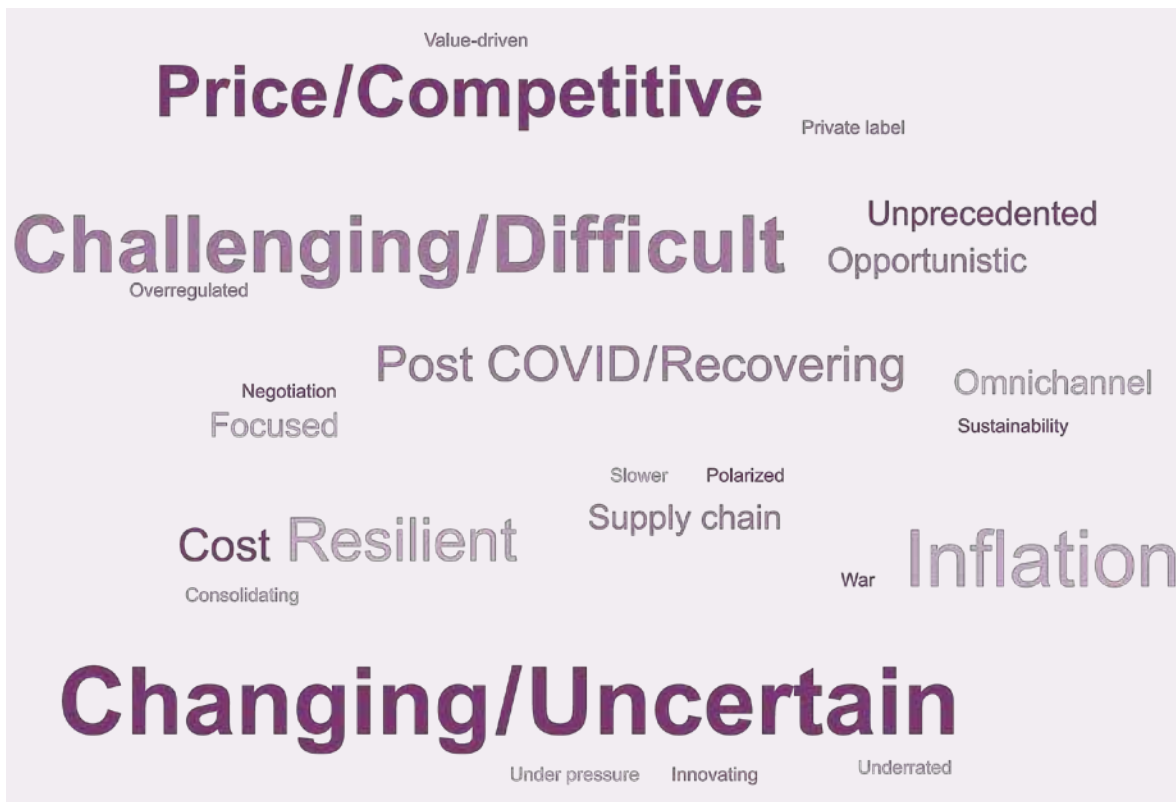 Value-driven
Price/Competitive
Private label
Unprecedented
Challenging/Difficult
Opportunistic
Overregulated
Post COVID/Recovering
Omnichannel
Negotiation
Focused
Sustainability
Slower
Polarized
Supply chain
Cost
Resilient
Inflation
War
Consolidating
Changing/Uncertain
Under pressure
Innovating
Underrated